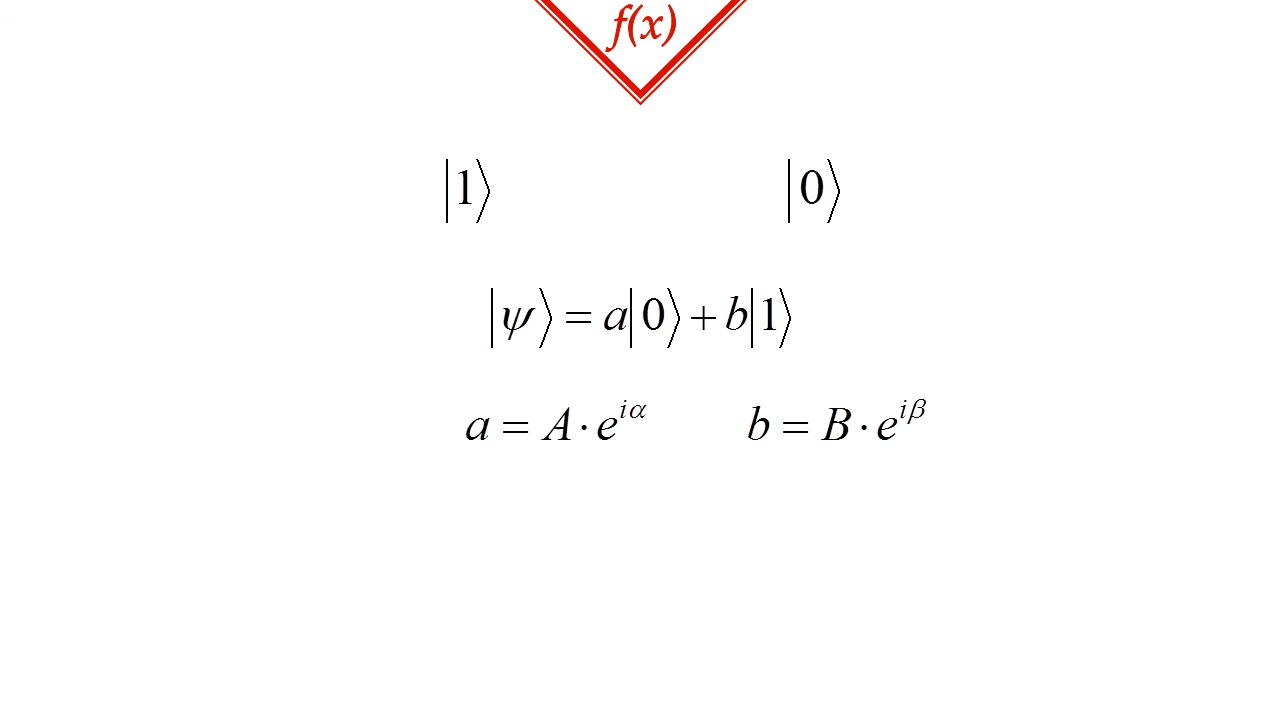 f(x)
|1⟩ |0⟩
|ψ⟩ = a|0⟩ + b|1⟩
a = A · e^{iα} b = B · e^{iβ}